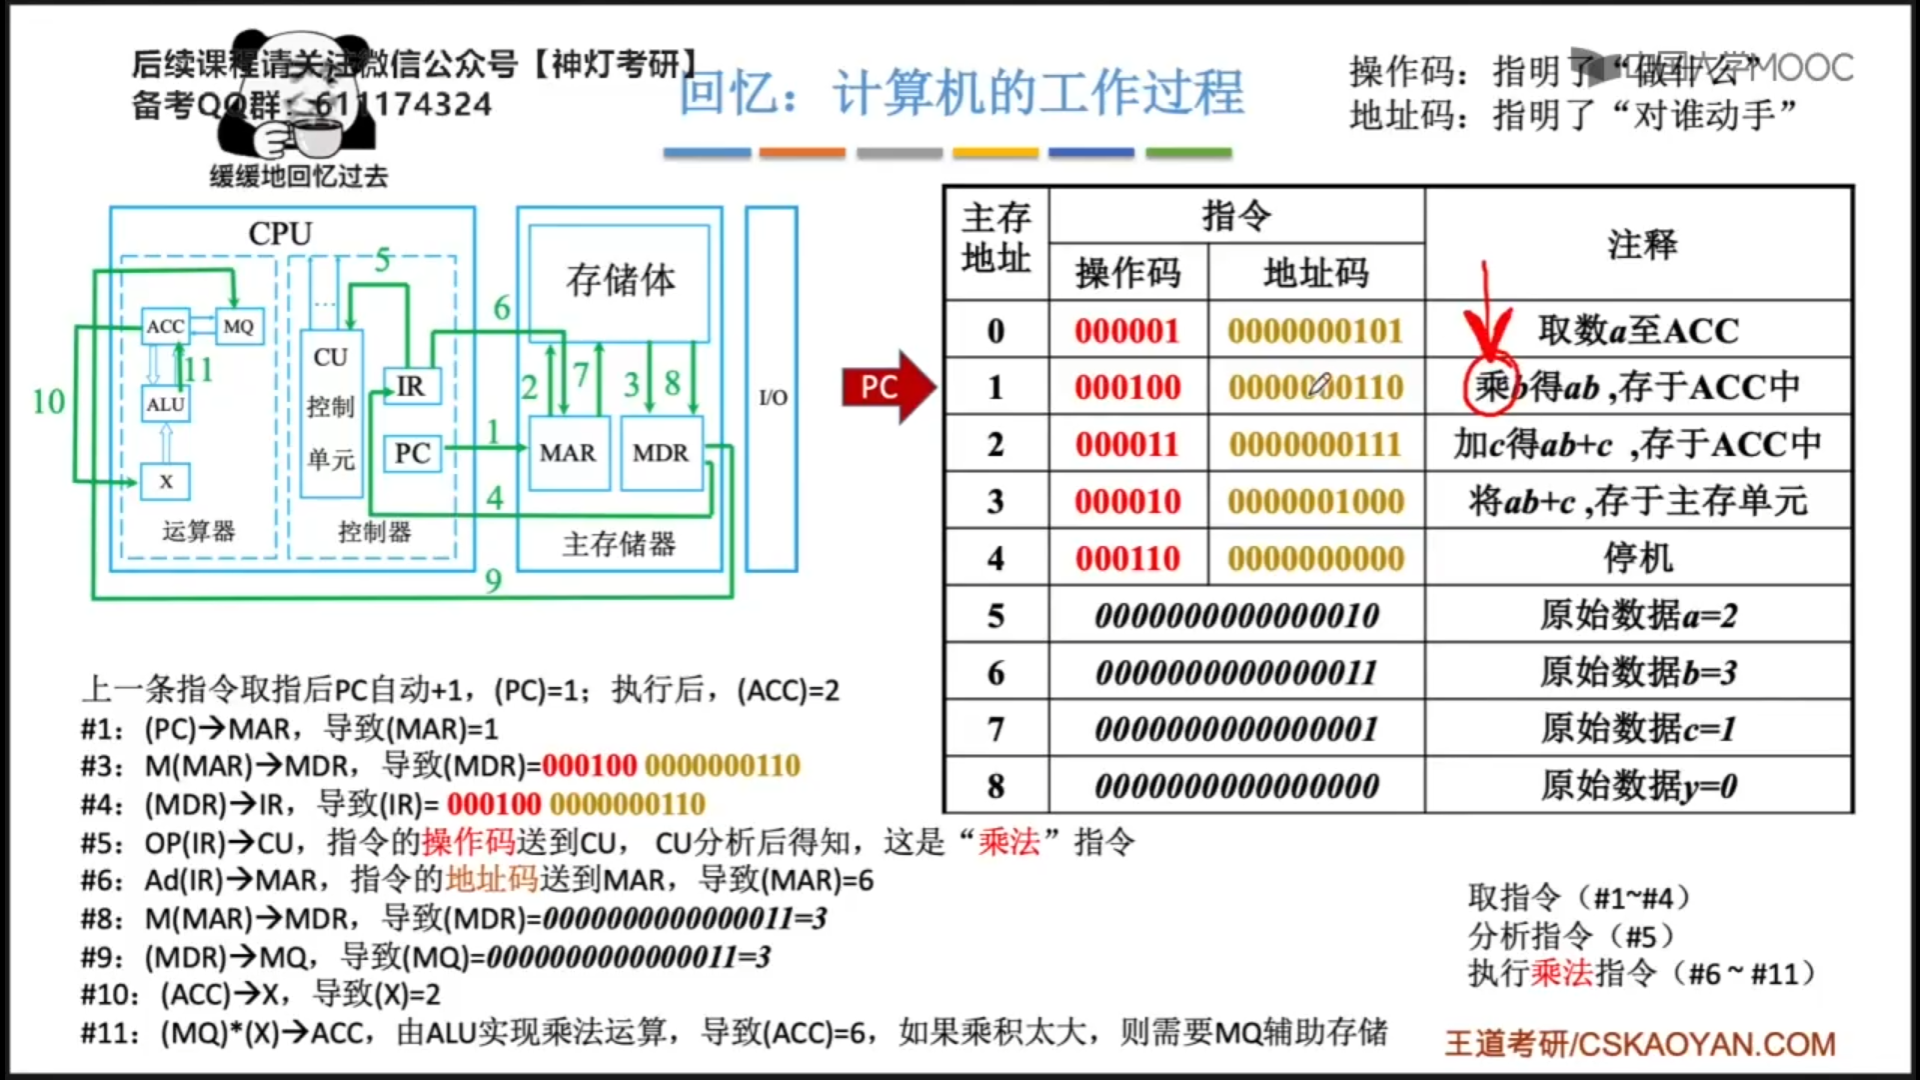 后续课程请关注微信公众号【神灯考研】
备考QQ群：611174324
缓缓地回忆过去
回忆：计算机的工作过程
中国大学MOOC
操作码：指明了“做什么”
地址码：指明了“对谁动手”
CPU
ACC
MQ
ALU
X
运算器
CU
控制
单元
...
IR
PC
控制器
存储体
MAR
MDR
主存储器
I/O
1
2
3
4
5
6
7
8
9
10
11
PC
主存地址 指令 注释
操作码 地址码
0 000001 0000000101 取数a至ACC
1 000100 0000000110 乘b得ab ,存于ACC中
2 000011 0000000111 加c得ab+c ,存于ACC中
3 000010 0000001000 将ab+c ,存于主存单元
4 000110 0000000000 停机
5 0000000000000010 原始数据a=2
6 0000000000000011 原始数据b=3
7 0000000000000001 原始数据c=1
8 0000000000000000 原始数据y=0
上一条指令取指后PC自动+1，(PC)=1；执行后，(ACC)=2
#1：(PC)→MAR，导致(MAR)=1
#3：M(MAR)→MDR，导致(MDR)=000100 0000000110
#4：(MDR)→IR，导致(IR)= 000100 0000000110
#5：OP(IR)→CU，指令的操作码送到CU， CU分析后得知，这是“乘法”指令
#6：Ad(IR)→MAR，指令的地址码送到MAR，导致(MAR)=6
#8：M(MAR)→MDR，导致(MDR)=0000000000000011=3
#9：(MDR)→MQ，导致(MQ)=0000000000000011=3
#10：(ACC)→X，导致(X)=2
#11：(MQ)*(X)→ACC，由ALU实现乘法运算，导致(ACC)=6，如果乘积太大，则需要MQ辅助存储
取指令（#1~#4）
分析指令（#5）
执行乘法指令（#6 ~ #11）
王道考研/CSKAOYAN.COM